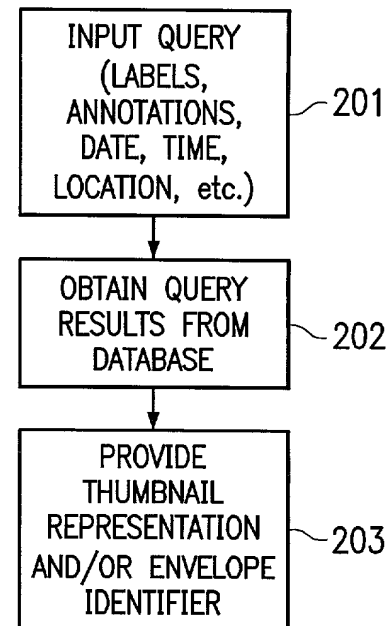 INPUT QUERY
(LABELS,
ANNOTATIONS,
DATE, TIME,
LOCATION, etc.)
201
OBTAIN QUERY
RESULTS FROM
DATABASE
202
PROVIDE
THUMBNAIL
REPRESENTATION
AND/OR ENVELOPE
IDENTIFIER
203